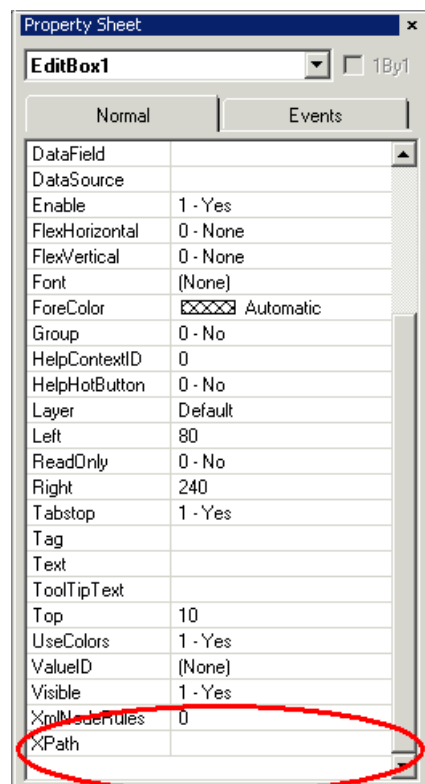 Property Sheet x
EditBox1 1By1
Normal Events
DataField
DataSource
Enable 1 - Yes
FlexHorizontal 0 - None
FlexVertical 0 - None
Font (None)
ForeColor Automatic
Group 0 - No
HelpContextID 0
HelpHotButton 0 - No
Layer Default
Left 80
ReadOnly 0 - No
Right 240
Tabstop 1 - Yes
Tag
Text
ToolTipText
Top 10
UseColors 1 - Yes
ValueID (None)
Visible 1 - Yes
XmlNodeRules 0
XPath